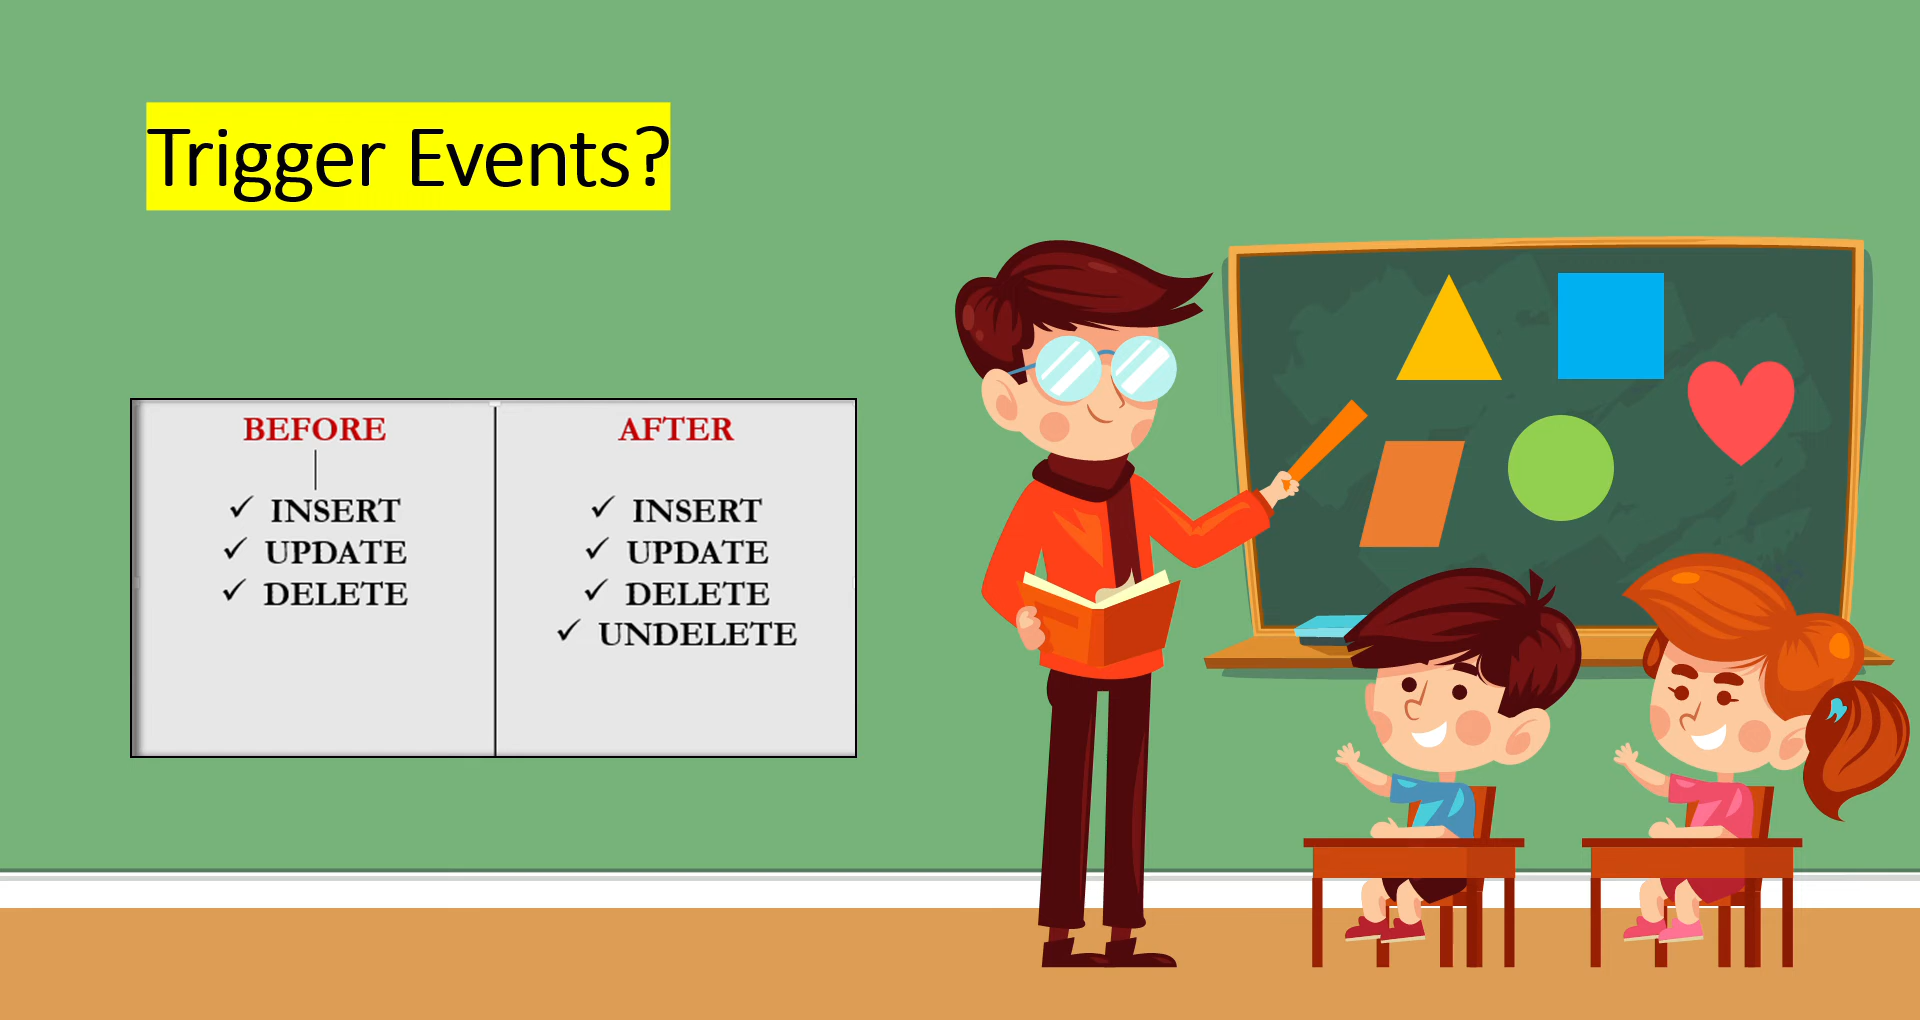 Trigger Events?
BEFORE
✓ INSERT
✓ UPDATE
✓ DELETE
AFTER
✓ INSERT
✓ UPDATE
✓ DELETE
✓ UNDELETE